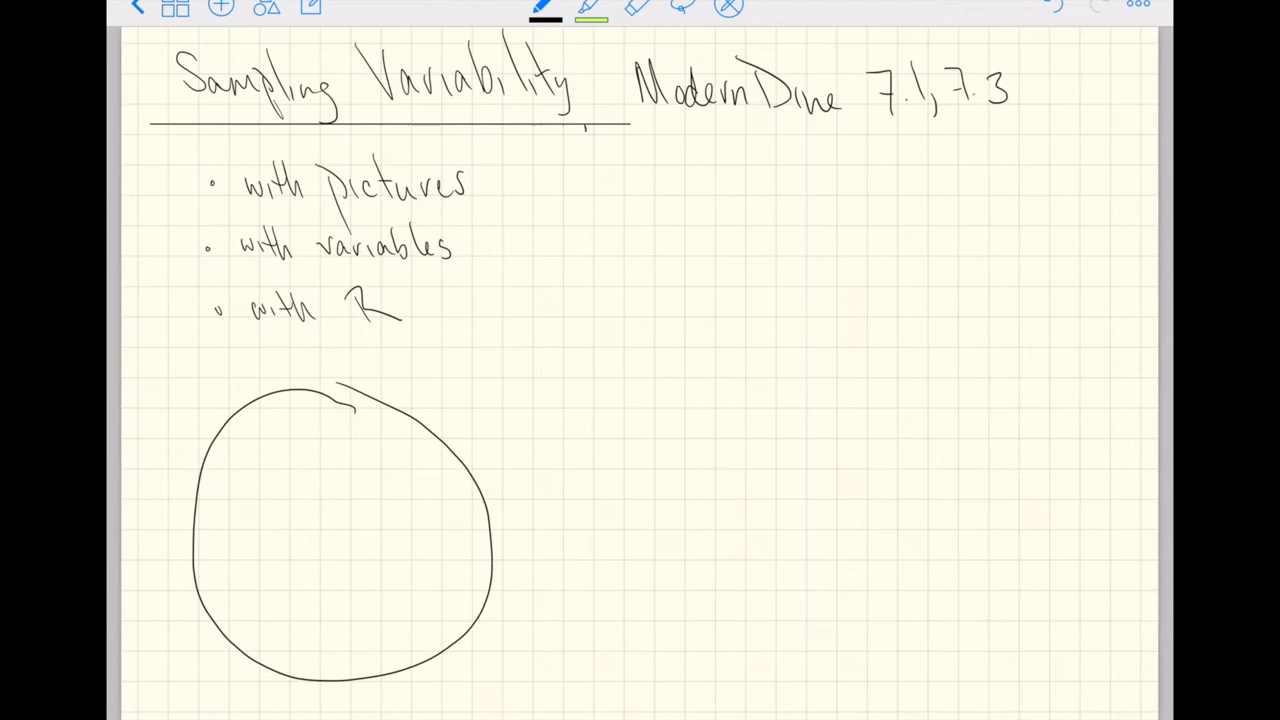 Sampling Variability ModernDive 7.1, 7.3
• with pictures
• with variables
• with R